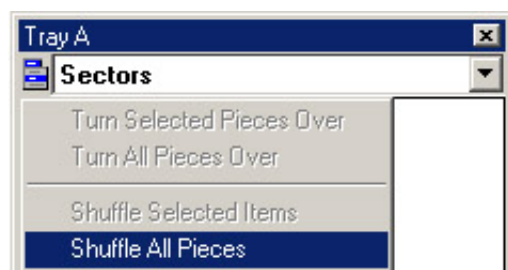 Tray A
Sectors
Turn Selected Pieces Over
Turn All Pieces Over
Shuffle Selected Items
Shuffle All Pieces